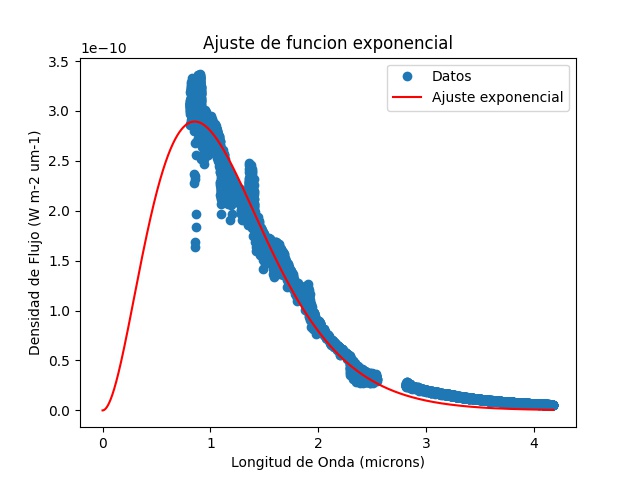 Ajuste de funcion exponencial
1e−10
3.5
3.0
2.5
2.0
1.5
1.0
0.5
0.0
Densidad de Flujo (W m-2 um-1)
Datos
Ajuste exponencial
0 1 2 3 4
Longitud de Onda (microns)